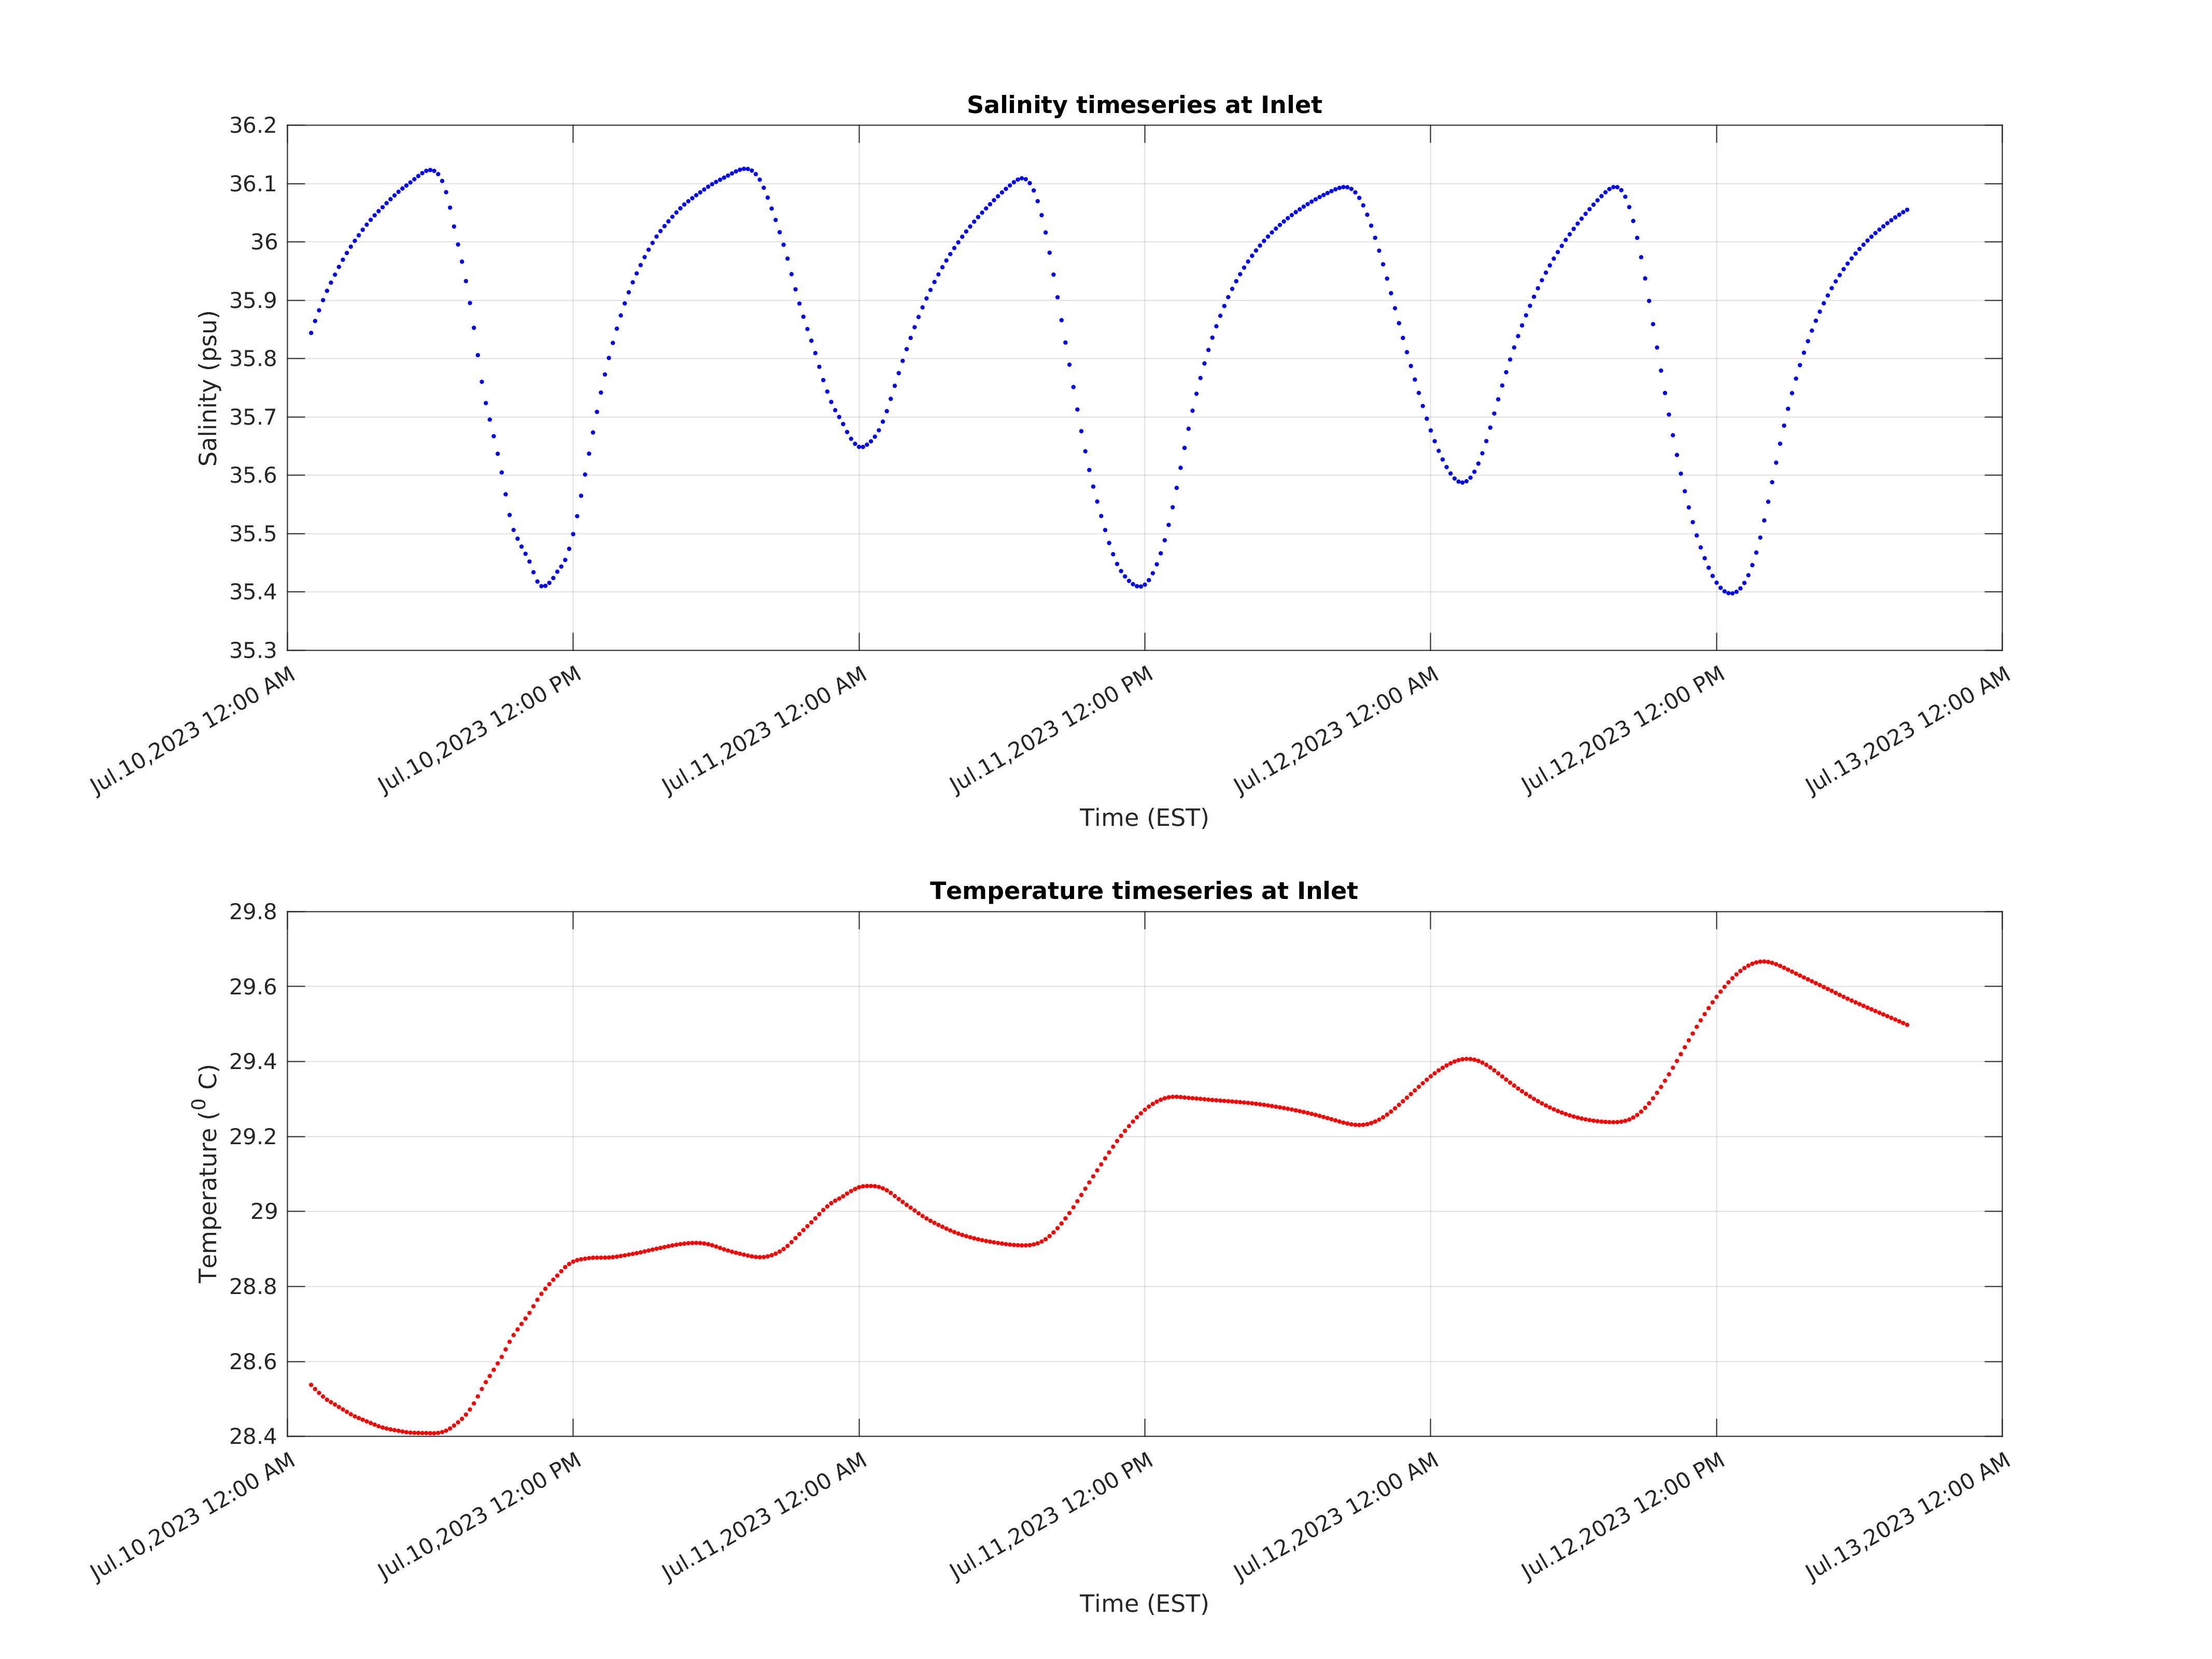 Salinity timeseries at Inlet
36.2
36.1
36
35.9
35.8
35.7
35.6
35.5
35.4
35.3
Salinity (psu)
Jul.10,2023 12:00 AM
Jul.10,2023 12:00 PM
Jul.11,2023 12:00 AM
Jul.11,2023 12:00 PM
Jul.12,2023 12:00 AM
Jul.12,2023 12:00 PM
Jul.13,2023 12:00 AM
Time (EST)
Temperature timeseries at Inlet
29.8
29.6
29.4
29.2
29
28.8
28.6
28.4
Temperature (⁰ C)
Jul.10,2023 12:00 AM
Jul.10,2023 12:00 PM
Jul.11,2023 12:00 AM
Jul.11,2023 12:00 PM
Jul.12,2023 12:00 AM
Jul.12,2023 12:00 PM
Jul.13,2023 12:00 AM
Time (EST)